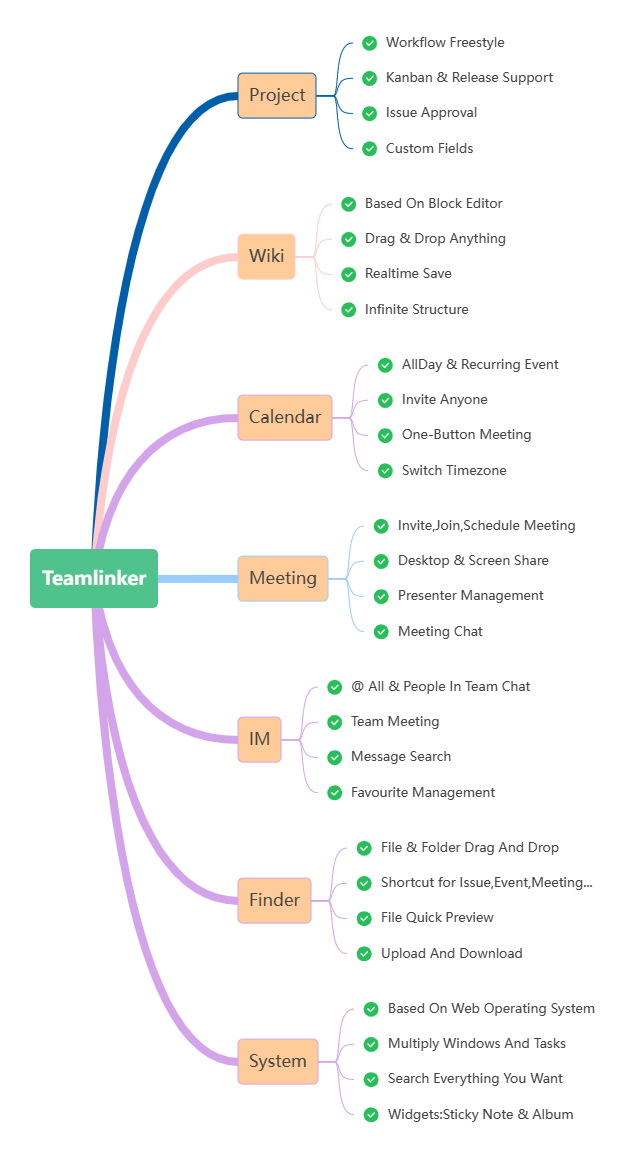 Teamlinker
Project
Workflow Freestyle
Kanban & Release Support
Issue Approval
Custom Fields
Wiki
Based On Block Editor
Drag & Drop Anything
Realtime Save
Infinite Structure
Calendar
AllDay & Recurring Event
Invite Anyone
One-Button Meeting
Switch Timezone
Meeting
Invite,Join,Schedule Meeting
Desktop & Screen Share
Presenter Management
Meeting Chat
IM
@ All & People In Team Chat
Team Meeting
Message Search
Favourite Management
Finder
File & Folder Drag And Drop
Shortcut for Issue,Event,Meeting...
File Quick Preview
Upload And Download
System
Based On Web Operating System
Multiply Windows And Tasks
Search Everything You Want
Widgets:Sticky Note & Album